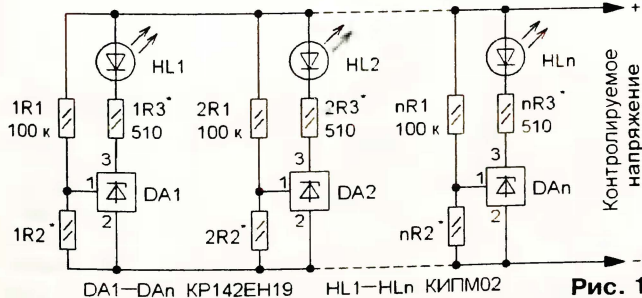 +
HL1
HL2
HLn
1R1
100 к
1R3*
510
2R1
100 к
2R3*
510
nR1
100 к
nR3*
510
3
1
DA1
2
3
1
DA2
2
3
1
DAn
2
1R2*
2R2*
nR2*
Контролируемое
напряжение
DA1—DAn КР142ЕН19 HL1—HLn КИПМ02
Рис. 1